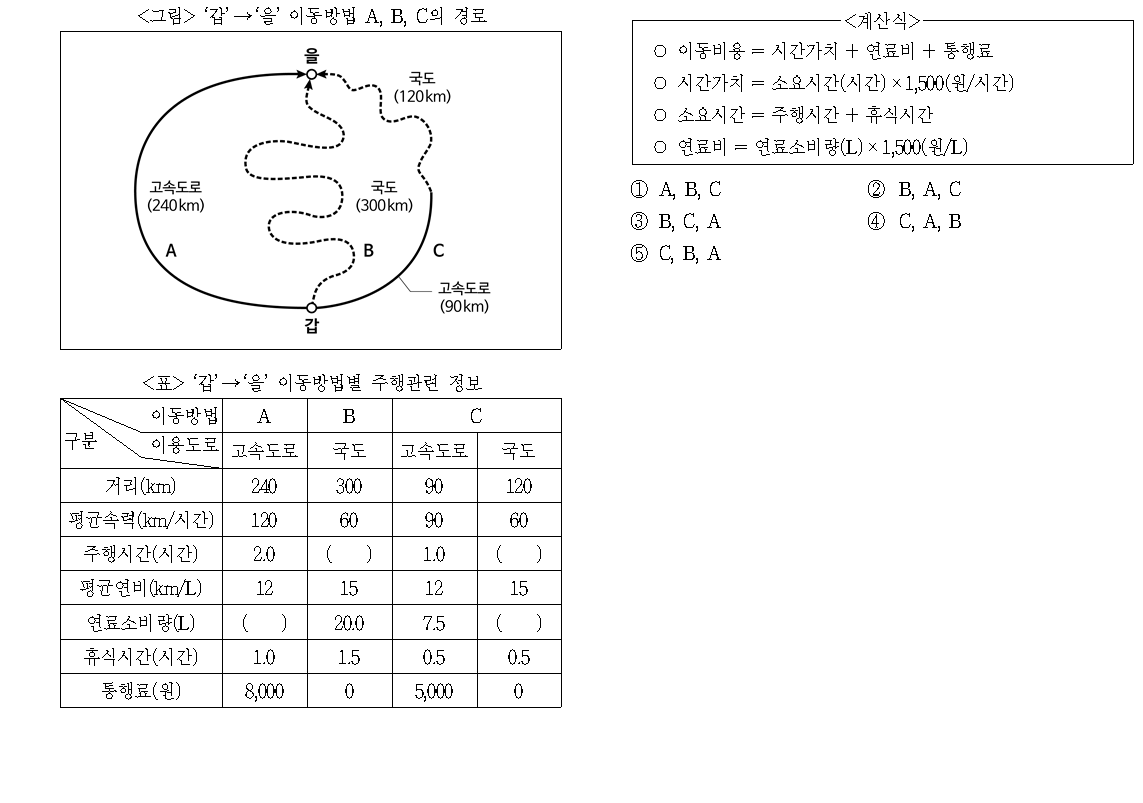 <그림> ‘갑’→‘을’ 이동방법 A, B, C의 경로
을
국도
(120km)
고속도로
(240km)
국도
(300km)
A
B
C
고속도로
(90km)
갑
<표> ‘갑’→‘을’ 이동방법별 주행관련 정보
이동방법 A B C
구분
이용도로 고속도로 국도 고속도로 국도
거리(km) 240 300 90 120
평균속력(km/시간) 120 60 90 60
주행시간(시간) 2.0 ( ) 1.0 ( )
평균연비(km/L) 12 15 12 15
연료소비량(L) ( ) 20.0 7.5 ( )
휴식시간(시간) 1.0 1.5 0.5 0.5
통행료(원) 8,000 0 5,000 0
<계산식>
○ 이동비용 = 시간가치 + 연료비 + 통행료
○ 시간가치 = 소요시간(시간)×1,500(원/시간)
○ 소요시간 = 주행시간 + 휴식시간
○ 연료비 = 연료소비량(L)×1,500(원/L)
① A, B, C ② B, A, C
③ B, C, A ④ C, A, B
⑤ C, B, A